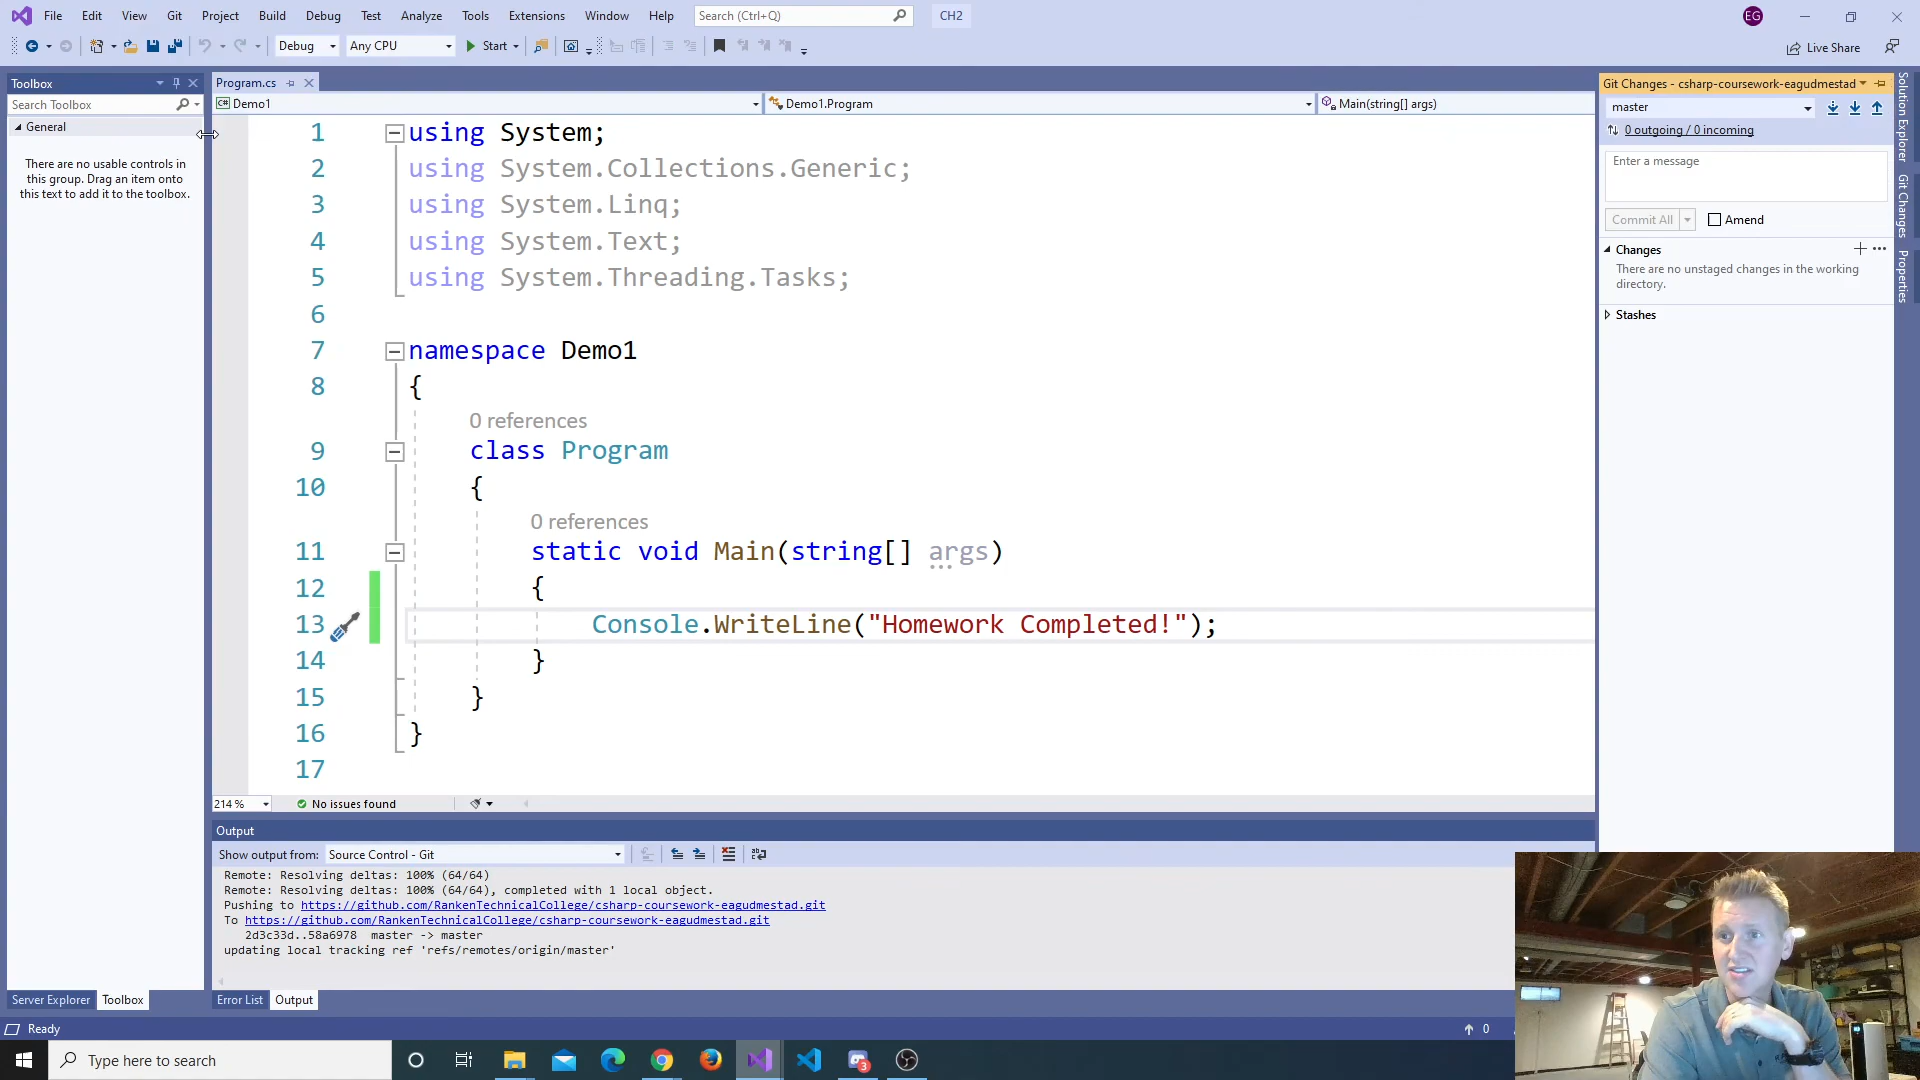 File Edit View Git Project Build Debug Test Analyze Tools Extensions Window Help Search (Ctrl+Q) CH2 EG
Debug Any CPU Start Live Share
Toolbox
Search Toolbox
General
There are no usable controls in
this group. Drag an item onto
this text to add it to the toolbox.
Program.cs
C# Demo1 Demo1.Program Main(string[] args)
1 using System;
2 using System.Collections.Generic;
3 using System.Linq;
4 using System.Text;
5 using System.Threading.Tasks;
6
7 namespace Demo1
8 {
0 references
9 class Program
10 {
0 references
11 static void Main(string[] args)
12 {
13 Console.WriteLine("Homework Completed!");
14 }
15 }
16 }
17
214 % No issues found
Output
Show output from: Source Control - Git
Remote: Resolving deltas: 100% (64/64)
Remote: Resolving deltas: 100% (64/64), completed with 1 local object.
Pushing to https://github.com/RankenTechnicalCollege/csharp-coursework-eagudmestad.git
To https://github.com/RankenTechnicalCollege/csharp-coursework-eagudmestad.git
2d3c33d..58a6978 master -> master
updating local tracking ref 'refs/remotes/origin/master'
Server Explorer Toolbox
Error List Output
Git Changes - csharp-coursework-eagudmestad
master
0 outgoing / 0 incoming
Enter a message
Commit All Amend
Changes
There are no unstaged changes in the working
directory.
Stashes
Solution Explorer
Git Changes
Properties
Ready 0
Type here to search 3